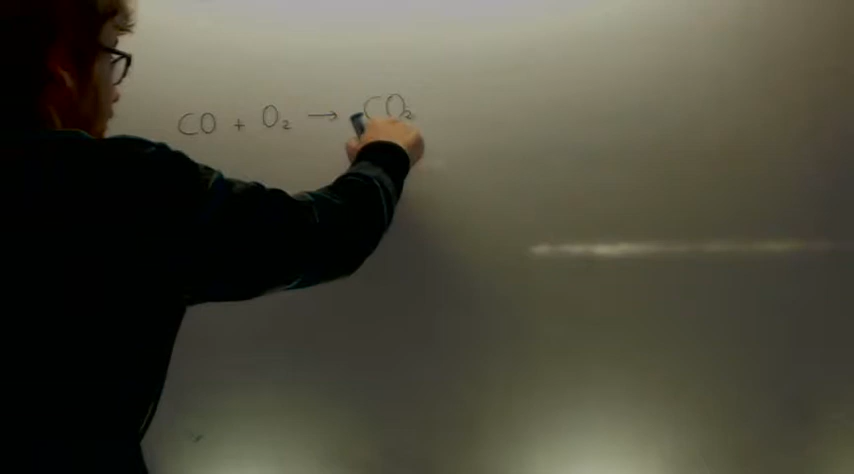 CO + O₂ → CO₂